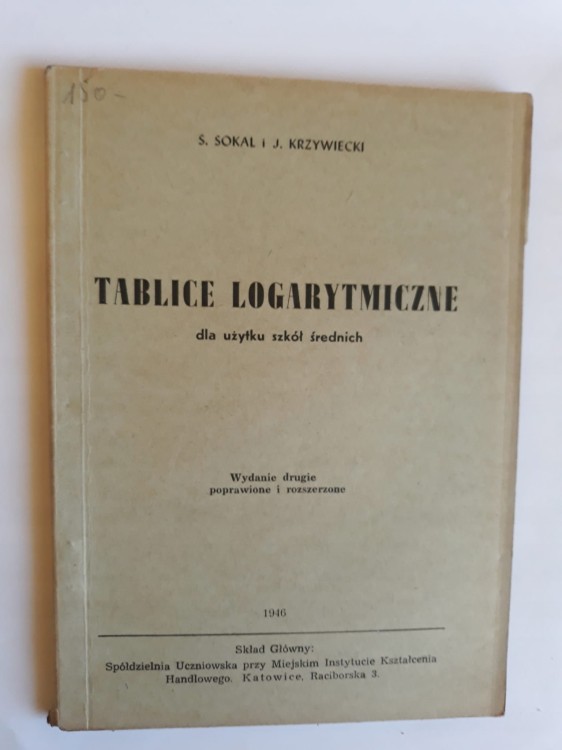 150-
S. SOKAL i J. KRZYWIECKI
TABLICE LOGARYTMICZNE
dla użytku szkół średnich
Wydanie drugie
poprawione i rozszerzone
1946
Skład Główny:
Spółdzielnia Uczniowska przy Miejskim Instytucie Kształcenia
Handlowego. Katowice, Raciborska 3.